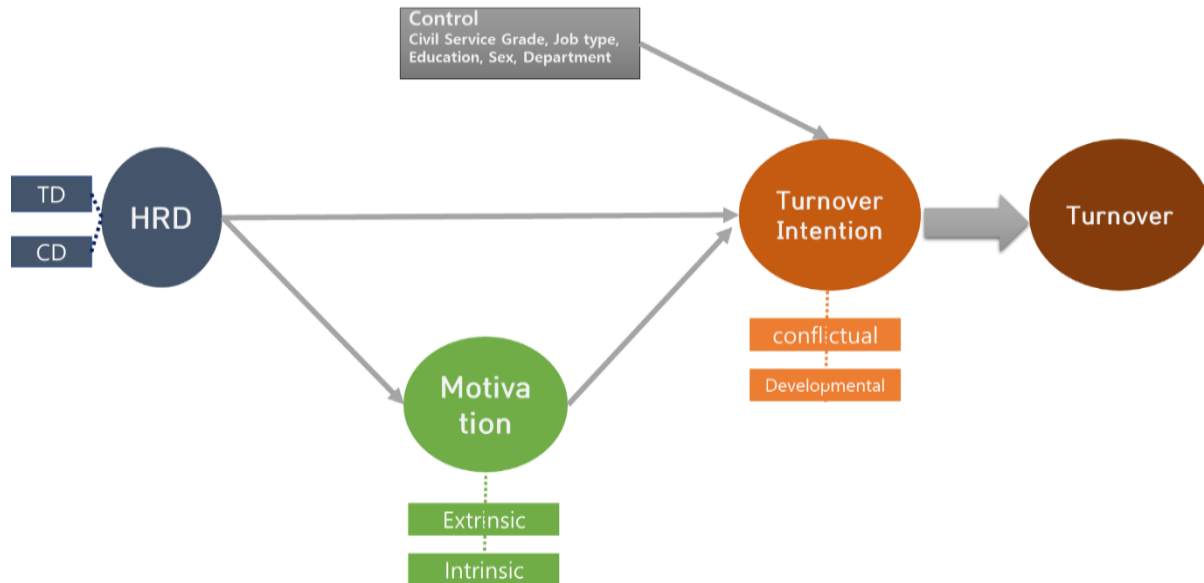 Control
Civil Service Grade, Job type,
Education, Sex, Department
TD
CD
HRD
Turnover
Intention
Turnover
conflictual
Developmental
Motiva
tion
Extrinsic
Intrinsic